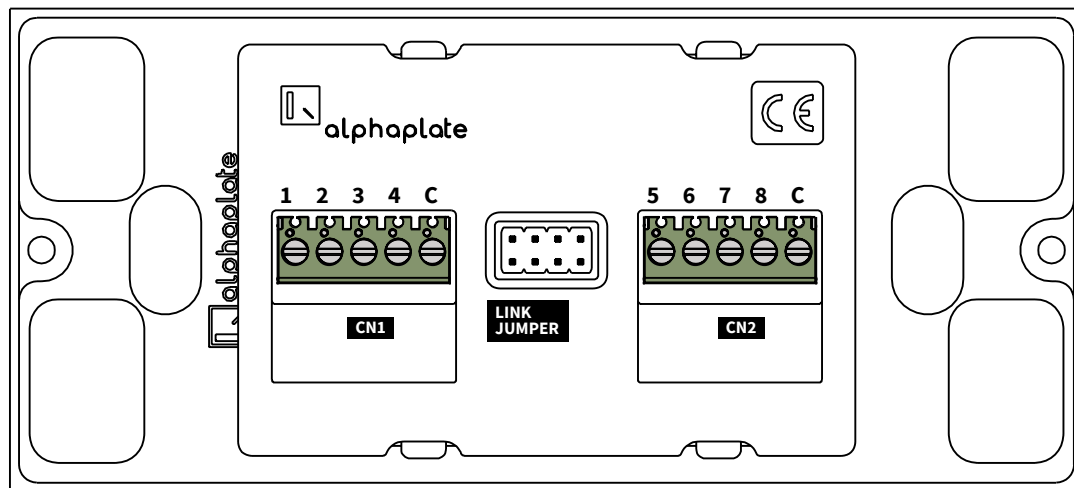 alphaplate
CE
alphaplate
1 2 3 4 C
5 6 7 8 C
CN1
LINK
JUMPER
CN2